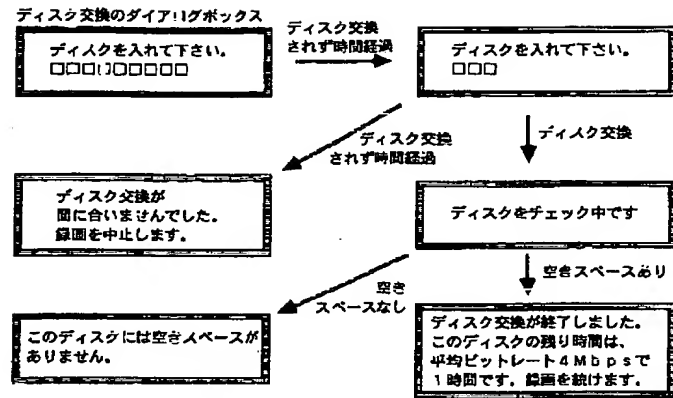 ディスク交換のダイアログボックス
ディスクを入れて下さい。
□□□□□□□□□
ディスク交換
されず時間経過
ディスクを入れて下さい。
□□□
ディスク交換
されず時間経過
ディスク交換
ディスク交換が
間に合いませんでした。
録画を中止します。
ディスクをチェック中です
空き
スペースなし
空きスペースあり
このディスクには空きスペースが
ありません。
ディスク交換が終了しました。
このディスクの残り時間は、
平均ビットレート4Mbpsで
1時間です。録画を続けます。